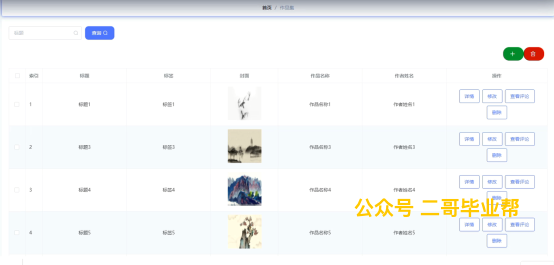 首页 / 作品集
标题
查询
+
索引 标题 标签 封面 作品名称 作者姓名 操作
1 标题1 标签1 作品名称1 作者姓名1 详情 修改 查看评论
删除
2 标题3 标签3 作品名称3 作者姓名3 详情 修改 查看评论
删除
3 标题4 标签4 作品名称4 作者姓名4 详情 修改 查看评论
删除
公众号 二哥毕业帮
4 标题5 标签5 作品名称5 作者姓名5 详情 修改 查看评论
删除